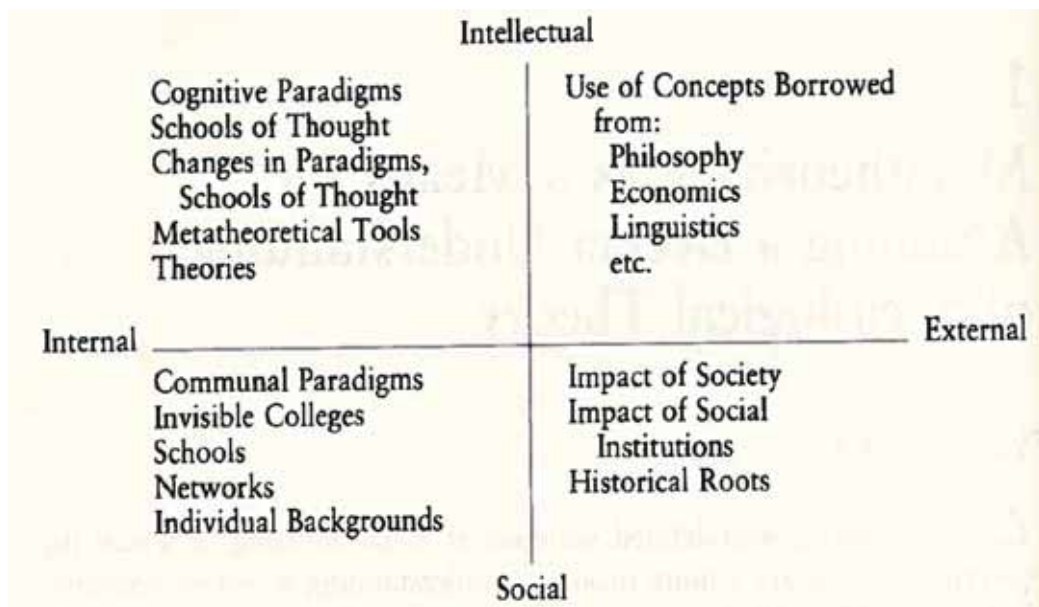 Intellectual
Cognitive Paradigms
Schools of Thought
Changes in Paradigms,
Schools of Thought
Metatheoretical Tools
Theories
Use of Concepts Borrowed
from:
Philosophy
Economics
Linguistics
etc.
Internal
External
Communal Paradigms
Invisible Colleges
Schools
Networks
Individual Backgrounds
Impact of Society
Impact of Social
Institutions
Historical Roots
Social